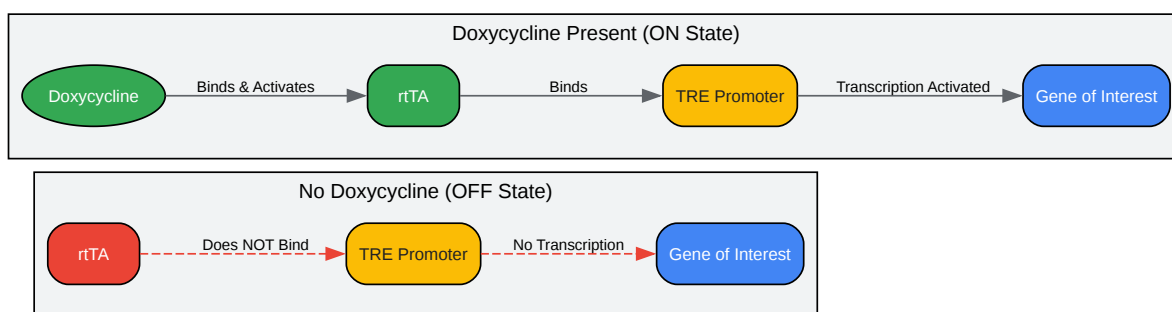 Doxycycline Present (ON State)
Doxycycline
Binds & Activates
rtTA
Binds
TRE Promoter
Transcription Activated
Gene of Interest
No Doxycycline (OFF State)
rtTA
Does NOT Bind
TRE Promoter
No Transcription
Gene of Interest